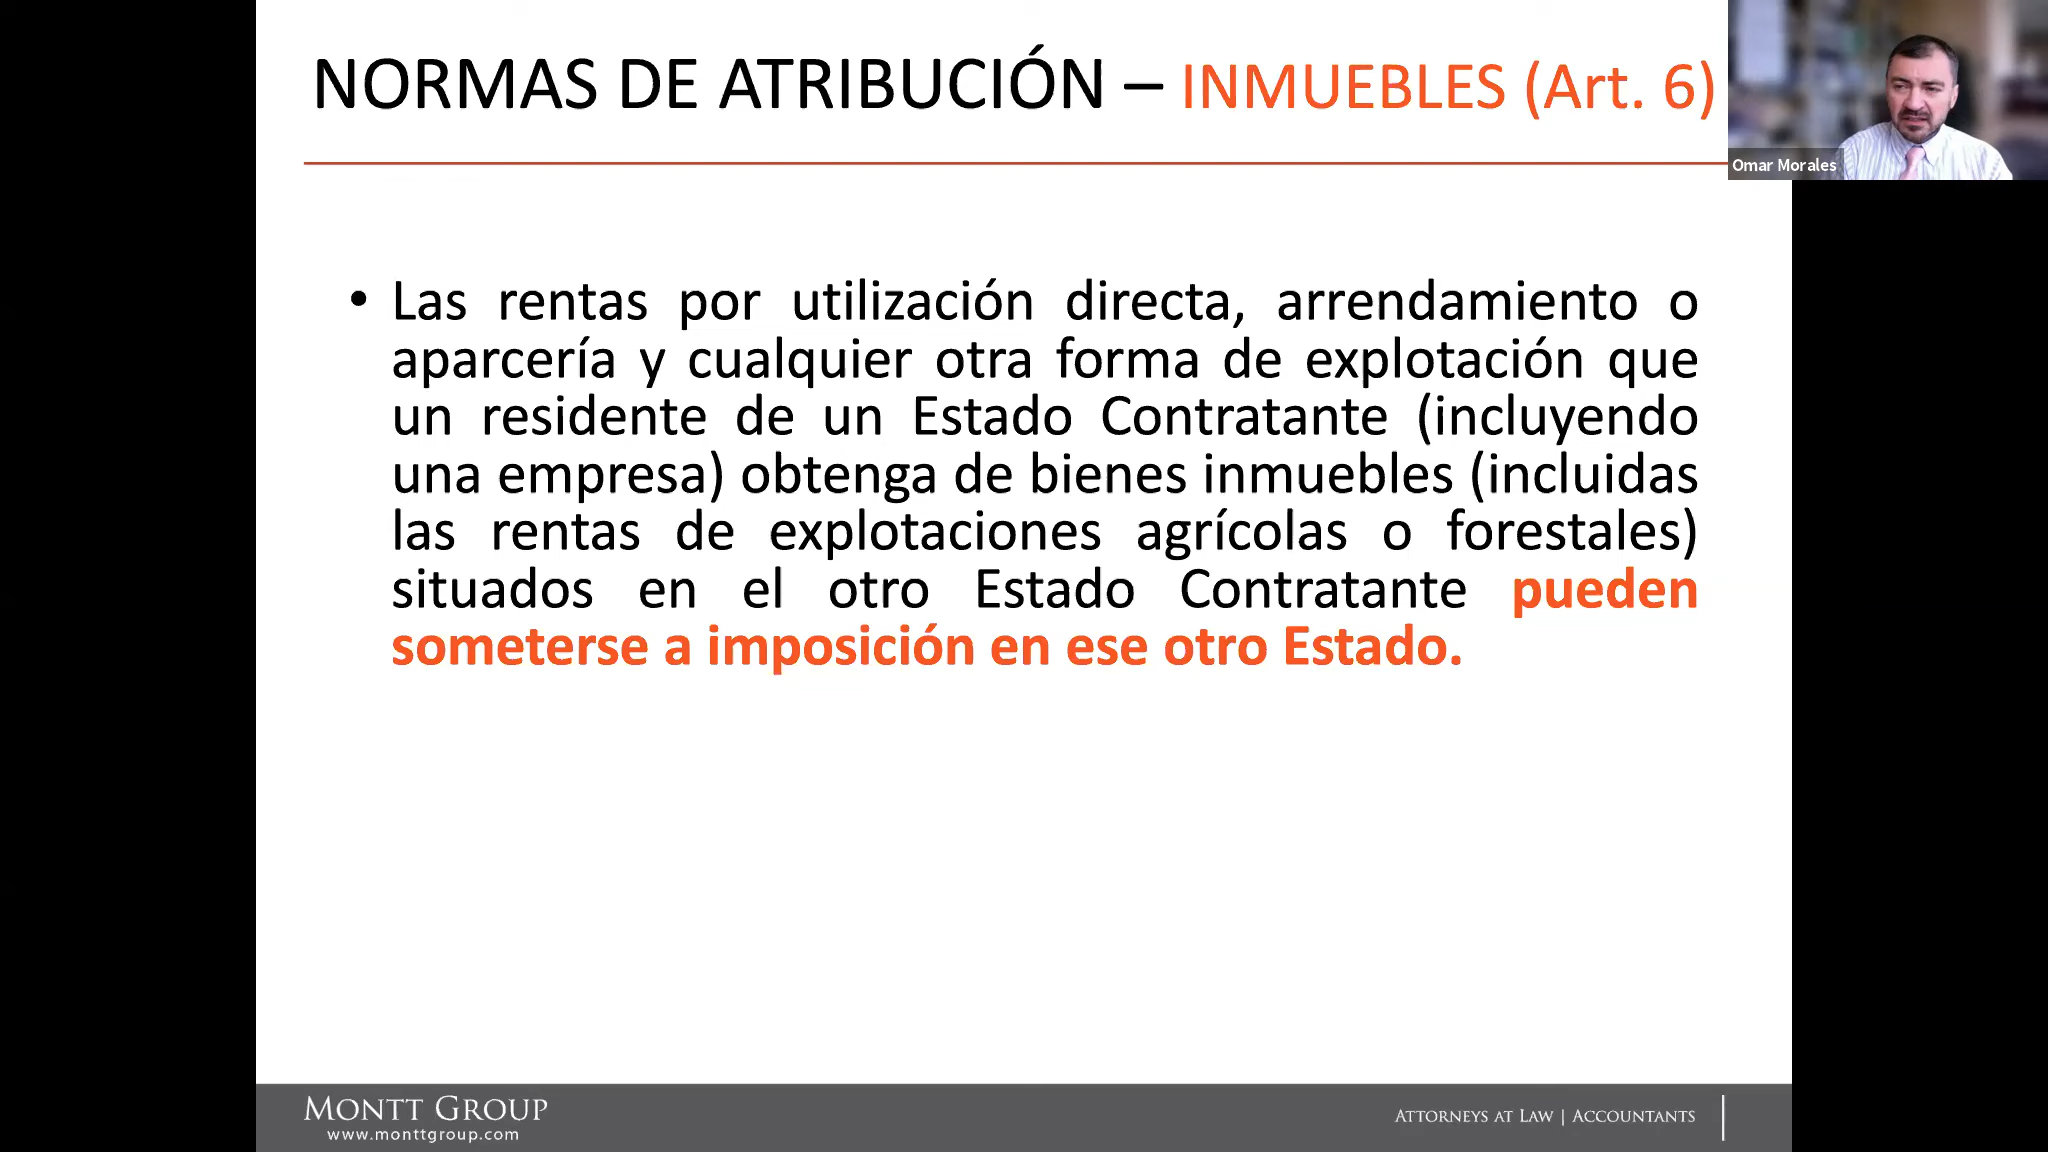 NORMAS DE ATRIBUCIÓN – INMUEBLES (Art. 6)
Omar Morales
• Las rentas por utilización directa, arrendamiento o
aparcería y cualquier otra forma de explotación que
un residente de un Estado Contratante (incluyendo
una empresa) obtenga de bienes inmuebles (incluidas
las rentas de explotaciones agrícolas o forestales)
situados en el otro Estado Contratante pueden
someterse a imposición en ese otro Estado.
MONTT GROUP
www.monttgroup.com
ATTORNEYS AT LAW | ACCOUNTANTS